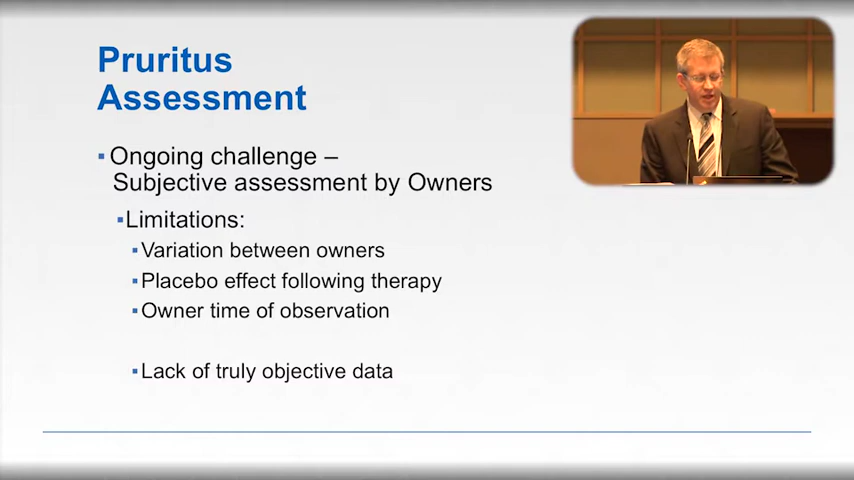 Pruritus
Assessment
▪ Ongoing challenge –
Subjective assessment by Owners
▪Limitations:
▪Variation between owners
▪Placebo effect following therapy
▪Owner time of observation
▪Lack of truly objective data